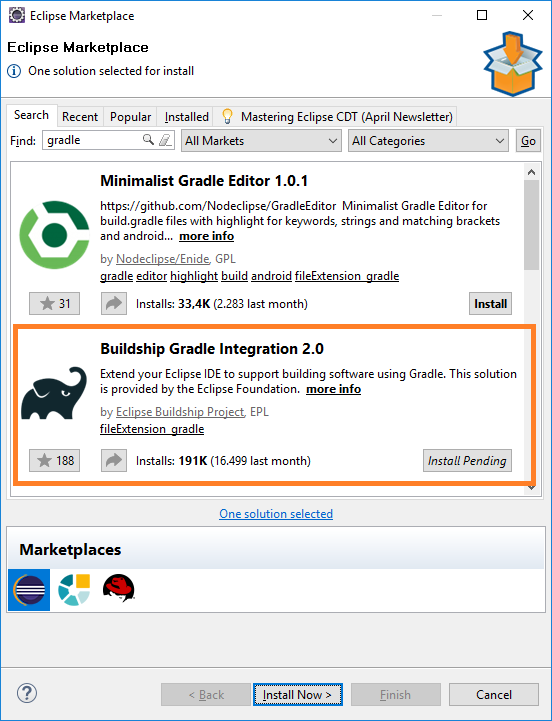 Eclipse Marketplace
Eclipse Marketplace
One solution selected for install
Search Recent Popular Installed Mastering Eclipse CDT (April Newsletter)
Find: gradle All Markets All Categories Go
Minimalist Gradle Editor 1.0.1
https://github.com/Nodeclipse/GradleEditor Minimalist Gradle Editor for
build.gradle files with highlight for keywords, strings and matching brackets
and android... more info
by Nodeclipse/Enide, GPL
gradle editor highlight build android fileExtension_gradle
31 Installs: 33,4K (2.283 last month) Install
Buildship Gradle Integration 2.0
Extend your Eclipse IDE to support building software using Gradle. This solution
is provided by the Eclipse Foundation. more info
by Eclipse Buildship Project, EPL
fileExtension_gradle
188 Installs: 191K (16.499 last month) Install Pending
One solution selected
Marketplaces
? < Back Install Now > Finish Cancel